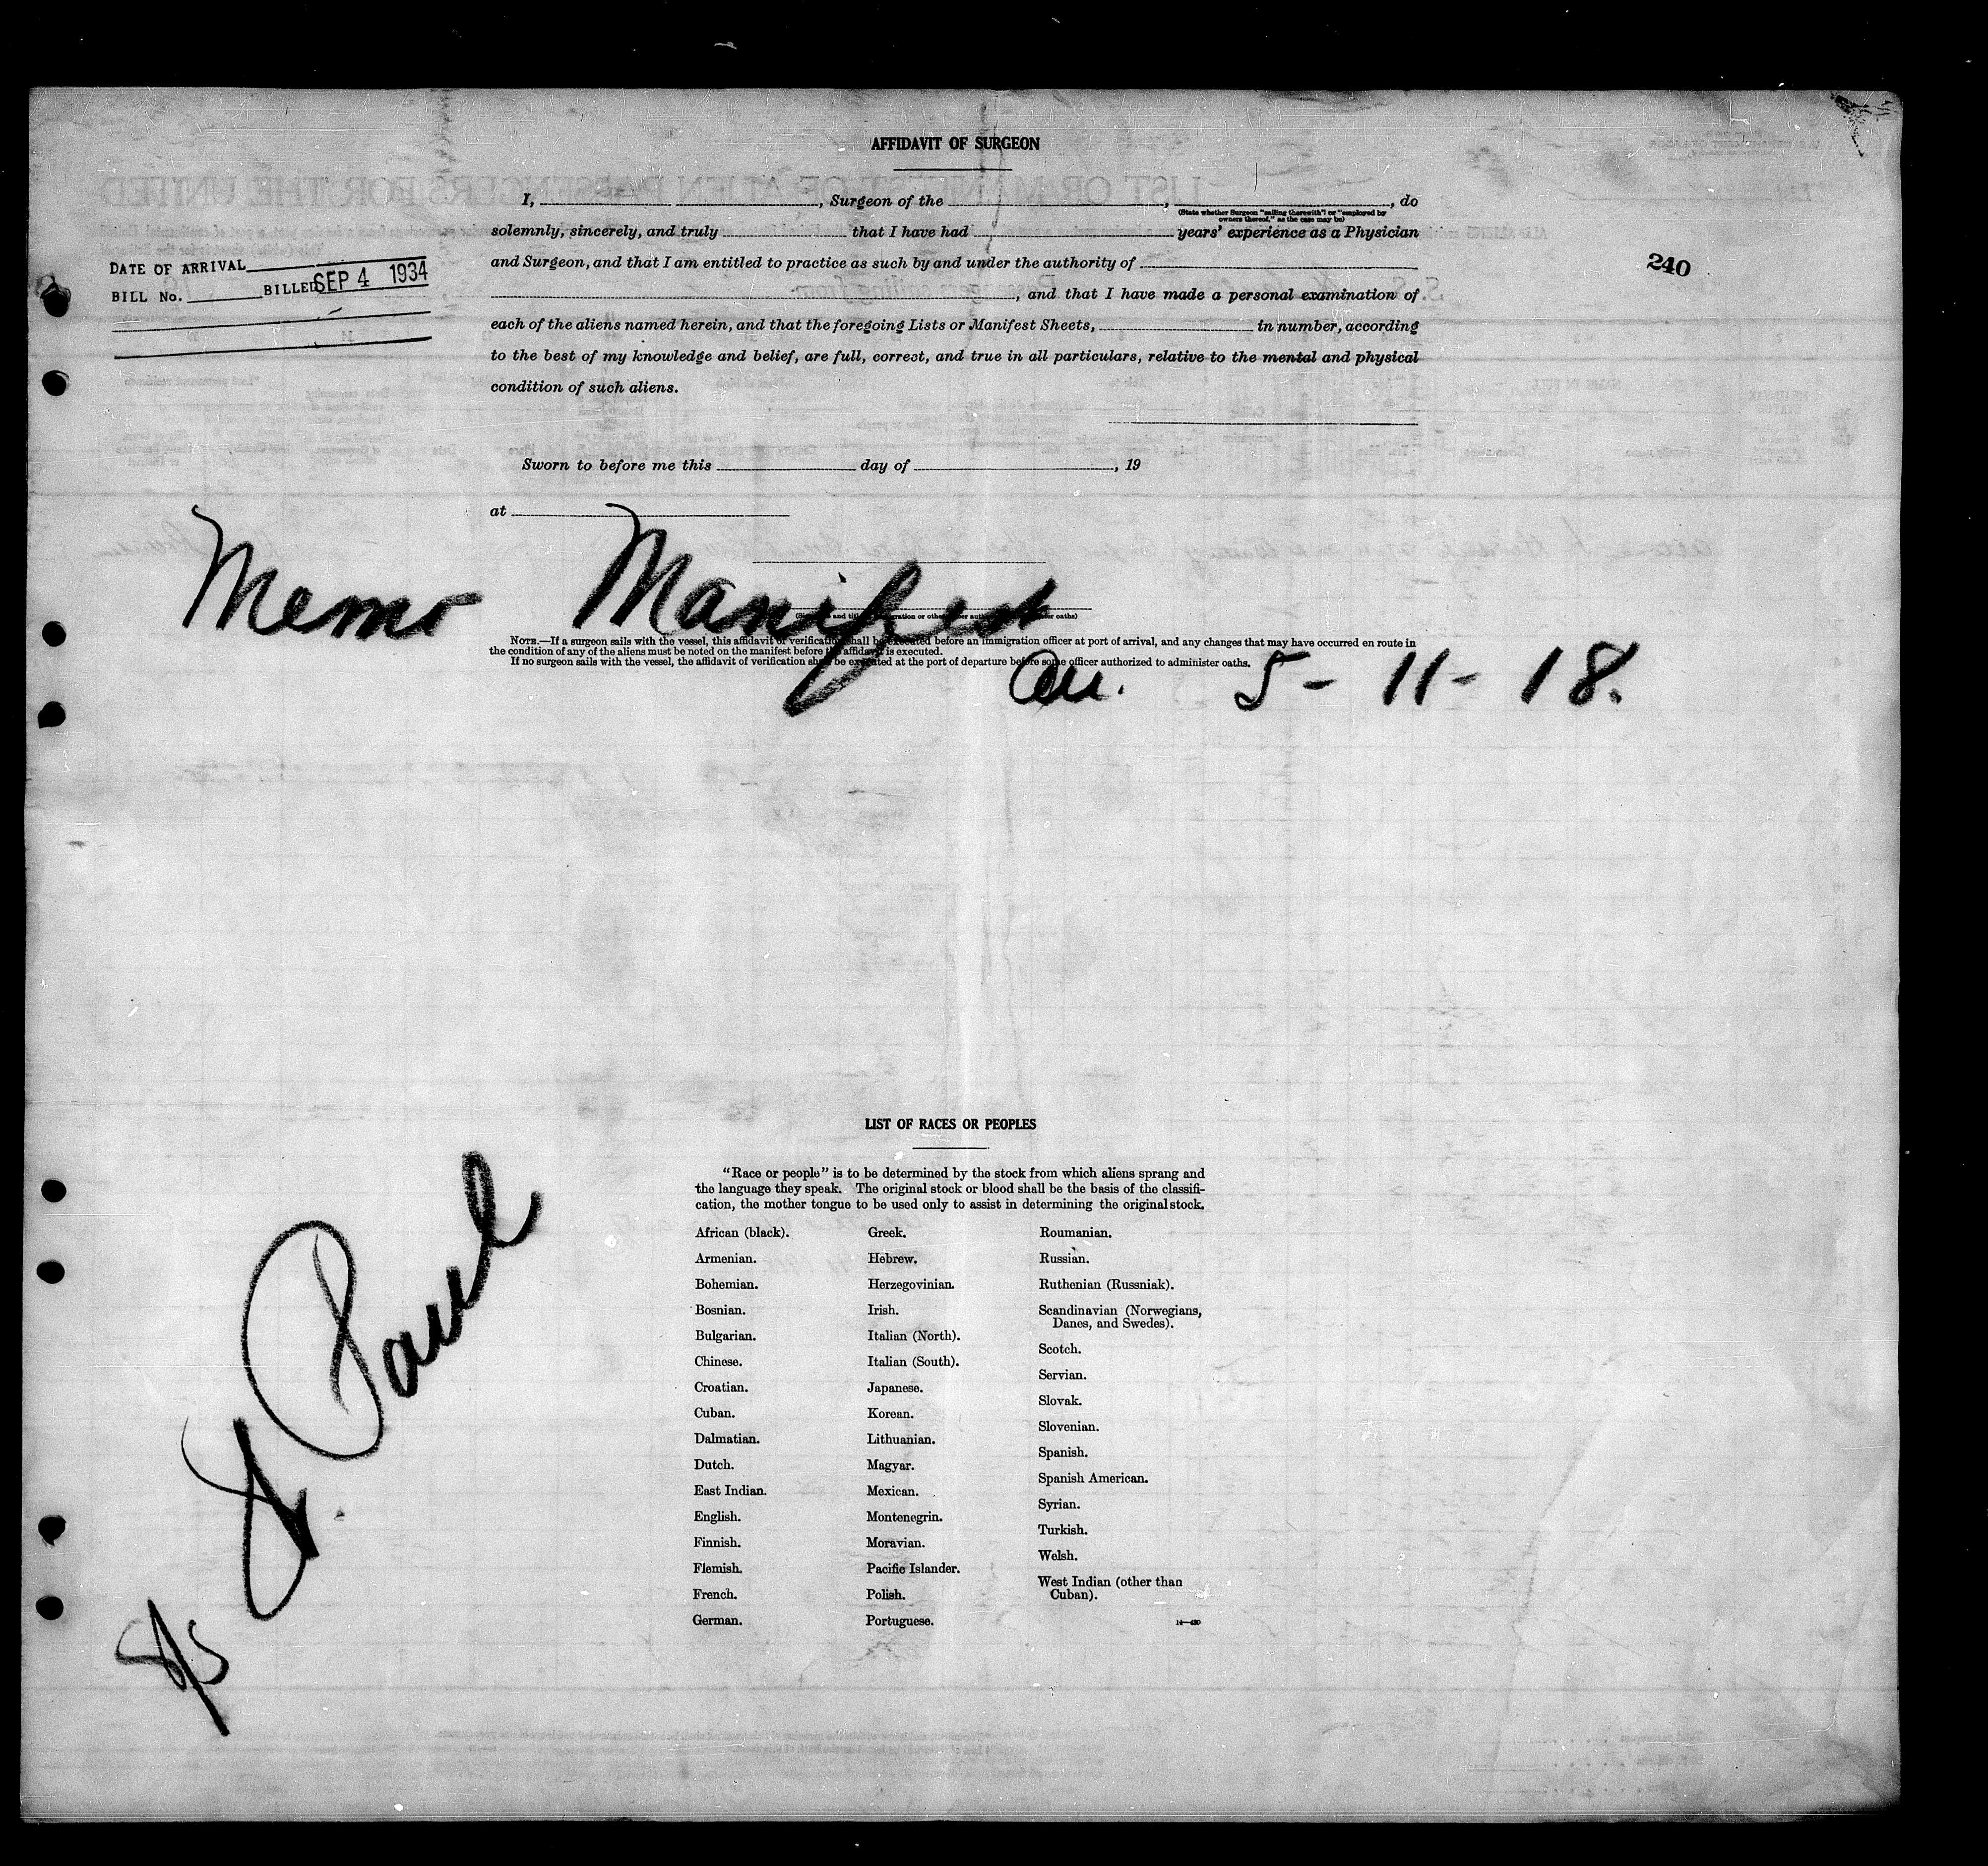 AFFIDAVIT OF SURGEON
I, , Surgeon of the , , do
(State whether Surgeon "sailing therewith" or "employed by
owners thereof," as the case may be)
solemnly, sincerely, and truly that I have had years' experience as a Physician
and Surgeon, and that I am entitled to practice as such by and under the authority of
, and that I have made a personal examination of
each of the aliens named herein, and that the foregoing Lists or Manifest Sheets, in number, according
to the best of my knowledge and belief, are full, correct, and true in all particulars, relative to the mental and physical
condition of such aliens.
DATE OF ARRIVAL
BILL No. BILLED SEP 4 1934
240
Sworn to before me this day of , 19
at
Memo Manifest
NOTE.—If a surgeon sails with the vessel, this affidavit of verification shall be executed before an immigration officer at port of arrival, and any changes that may have occurred en route in
the condition of any of the aliens must be noted on the manifest before the affidavit is executed.
If no surgeon sails with the vessel, the affidavit of verification shall be executed at the port of departure before some officer authorized to administer oaths.
5-11-18.
LIST OF RACES OR PEOPLES
"Race or people" is to be determined by the stock from which aliens sprang and
the language they speak. The original stock or blood shall be the basis of the classifi-
cation, the mother tongue to be used only to assist in determining the original stock.
African (black).
Armenian.
Bohemian.
Bosnian.
Bulgarian.
Chinese.
Croatian.
Cuban.
Dalmatian.
Dutch.
East Indian.
English.
Finnish.
Flemish.
French.
German.
Greek.
Hebrew.
Herzegovinian.
Irish.
Italian (North).
Italian (South).
Japanese.
Korean.
Lithuanian.
Magyar.
Mexican.
Montenegrin.
Moravian.
Pacific Islander.
Polish.
Portuguese.
Roumanian.
Russian.
Ruthenian (Russniak).
Scandinavian (Norwegians,
Danes, and Swedes).
Scotch.
Servian.
Slovak.
Slovenian.
Spanish.
Spanish American.
Syrian.
Turkish.
Welsh.
West Indian (other than
Cuban).
S/S St. Paul